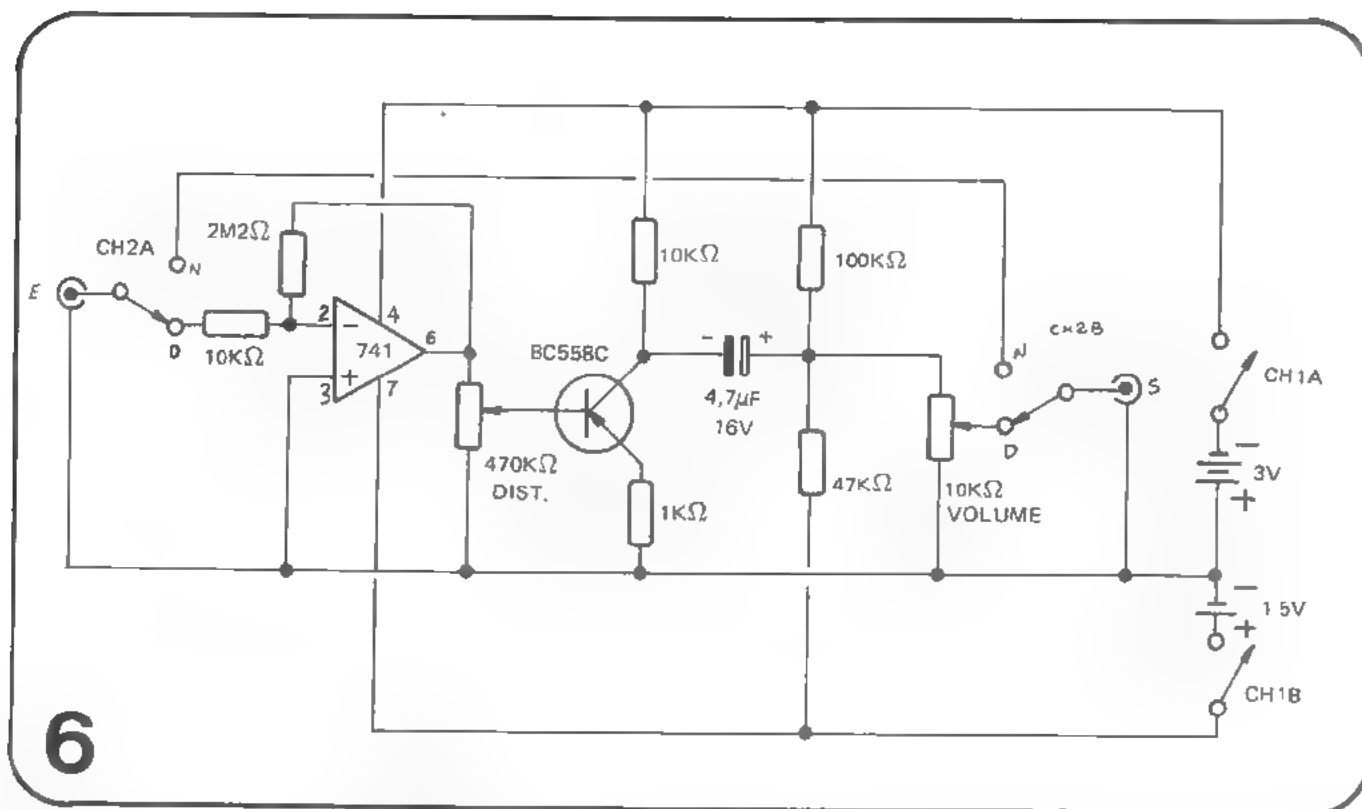 CH2A
N
E
D
10KΩ
2M2Ω
2
3
-
+
741
4
7
6
470KΩ
DIST.
BC558C
10KΩ
1KΩ
- +
4,7µF
16V
100KΩ
47KΩ
10KΩ
VOLUME
CH2B
N
D
S
CH1A
-
3V
+
-
1 5V
+
CH1B
6